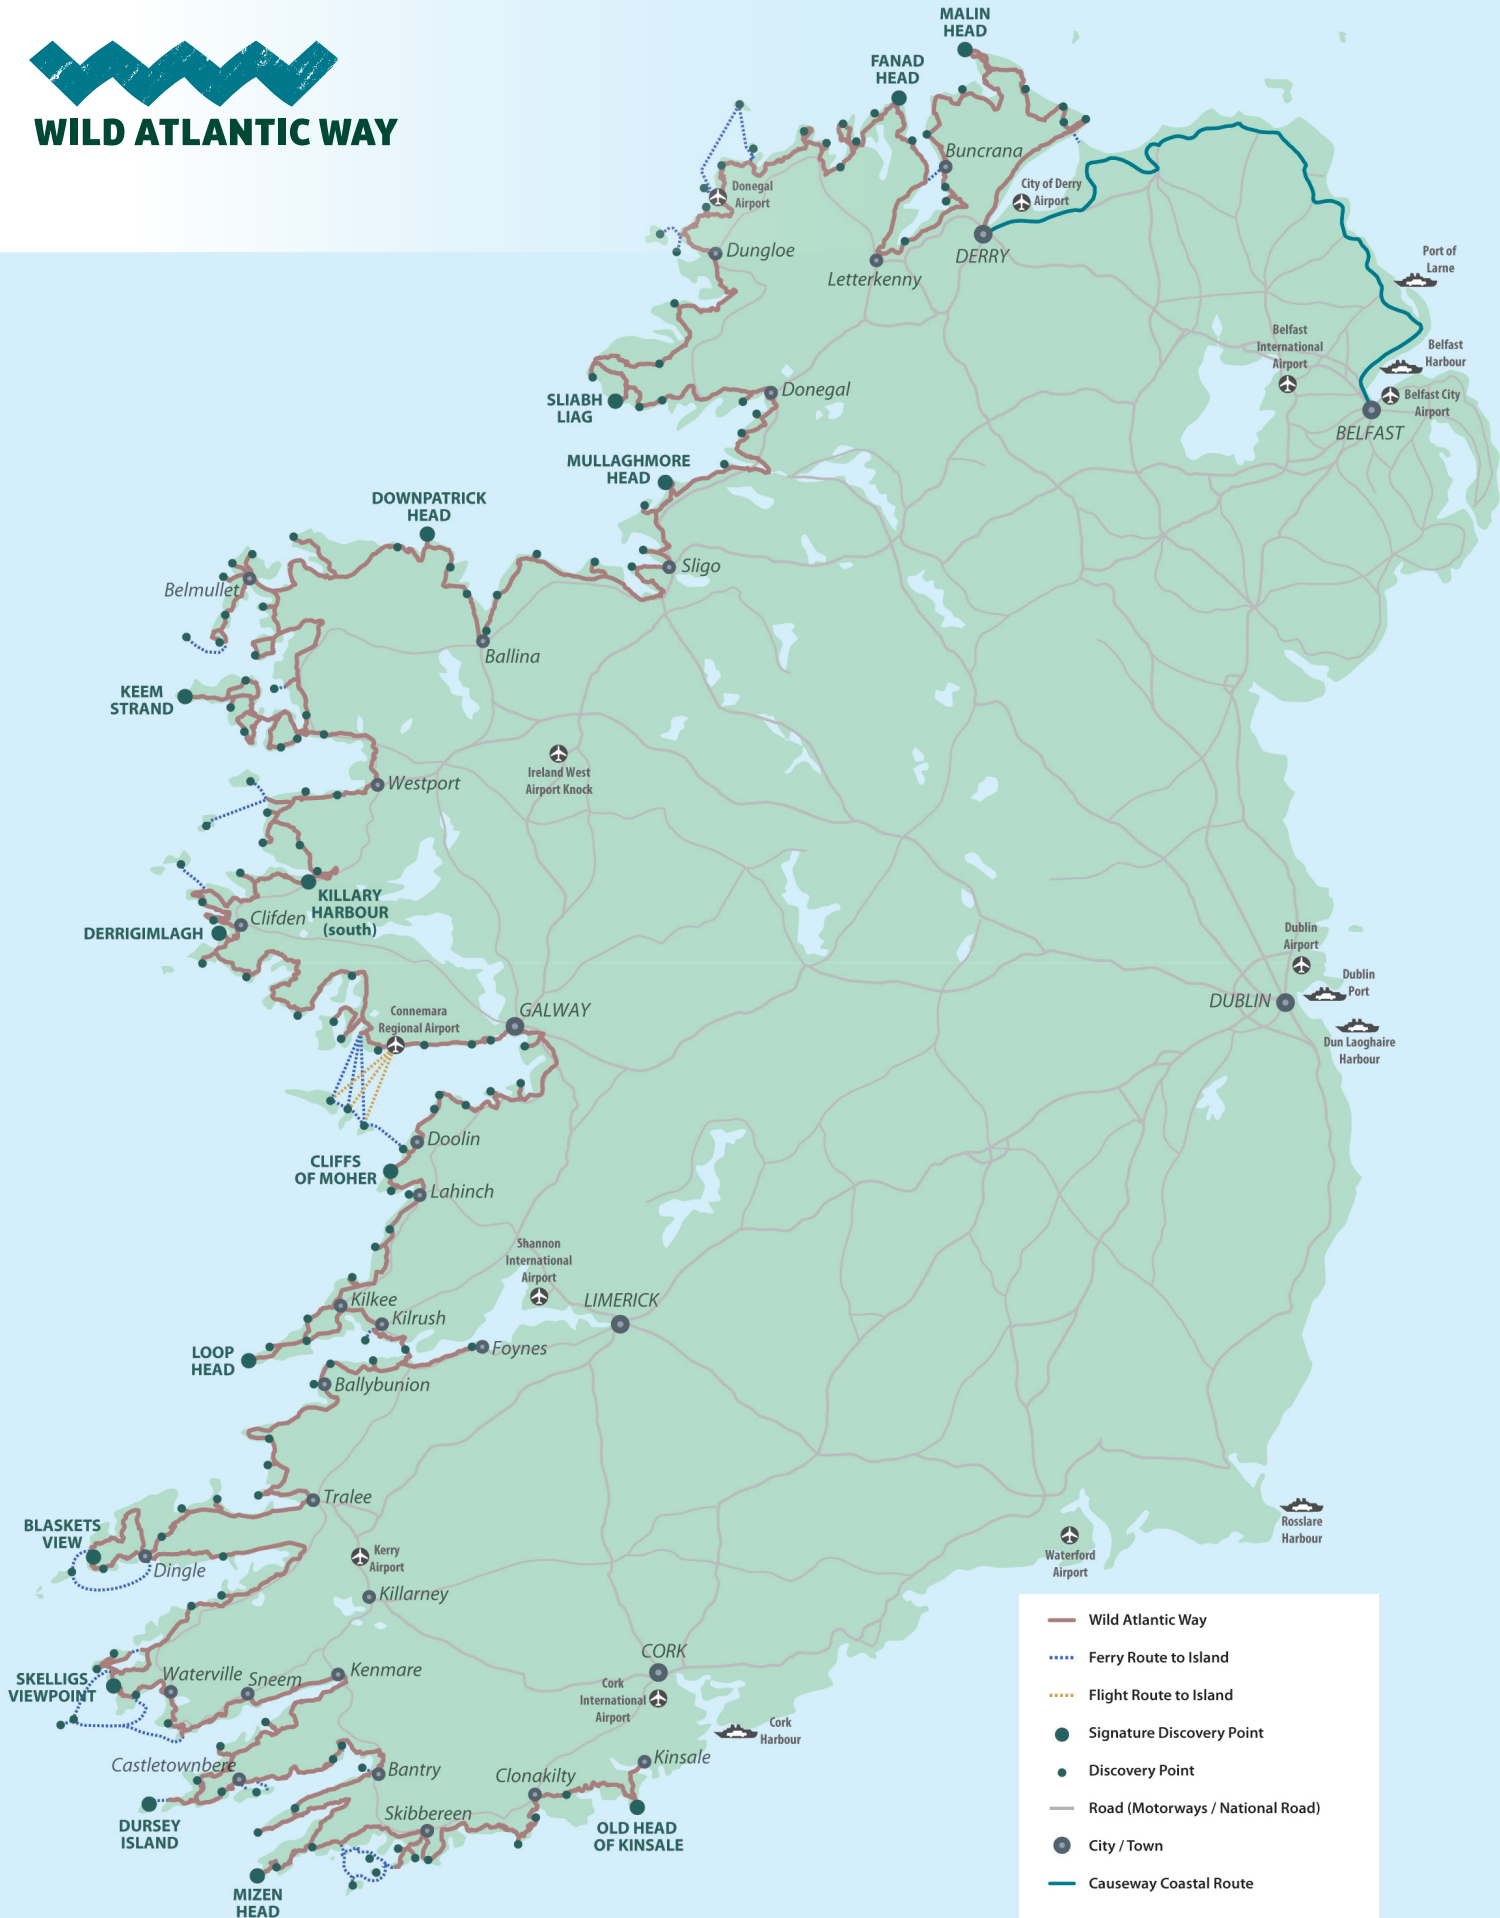 WILD ATLANTIC WAY
MALIN
HEAD
FANAD
HEAD
Buncrana
Donegal
Airport
City of Derry
Airport
Dungloe
DERRY
Letterkenny
Port of
Larne
Belfast
International
Airport
Belfast
Harbour
Belfast City
Airport
BELFAST
SLIABH
LIAG
Donegal
MULLAGHMORE
HEAD
DOWNPATRICK
HEAD
Sligo
Belmullet
Ballina
KEEM
STRAND
Ireland West
Airport Knock
Westport
KILLARY
HARBOUR
(south)
Clifden
DERRIGIMLAGH
Dublin
Airport
Dublin
Port
DUBLIN
Dun Laoghaire
Harbour
Connemara
Regional Airport
GALWAY
Doolin
CLIFFS
OF MOHER
Lahinch
Shannon
International
Airport
LIMERICK
Kilkee
Kilrush
LOOP
HEAD
Foynes
Ballybunion
Tralee
BLASKETS
VIEW
Dingle
Kerry
Airport
Killarney
Rosslare
Harbour
Waterford
Airport
SKELLIGS
VIEWPOINT
Waterville
Sneem
Kenmare
CORK
Cork
International
Airport
Cork
Harbour
Kinsale
Castletownbere
Bantry
Clonakilty
DURSEY
ISLAND
Skibbereen
OLD HEAD
OF KINSALE
MIZEN
HEAD
Wild Atlantic Way
Ferry Route to Island
Flight Route to Island
Signature Discovery Point
Discovery Point
Road (Motorways / National Road)
City / Town
Causeway Coastal Route